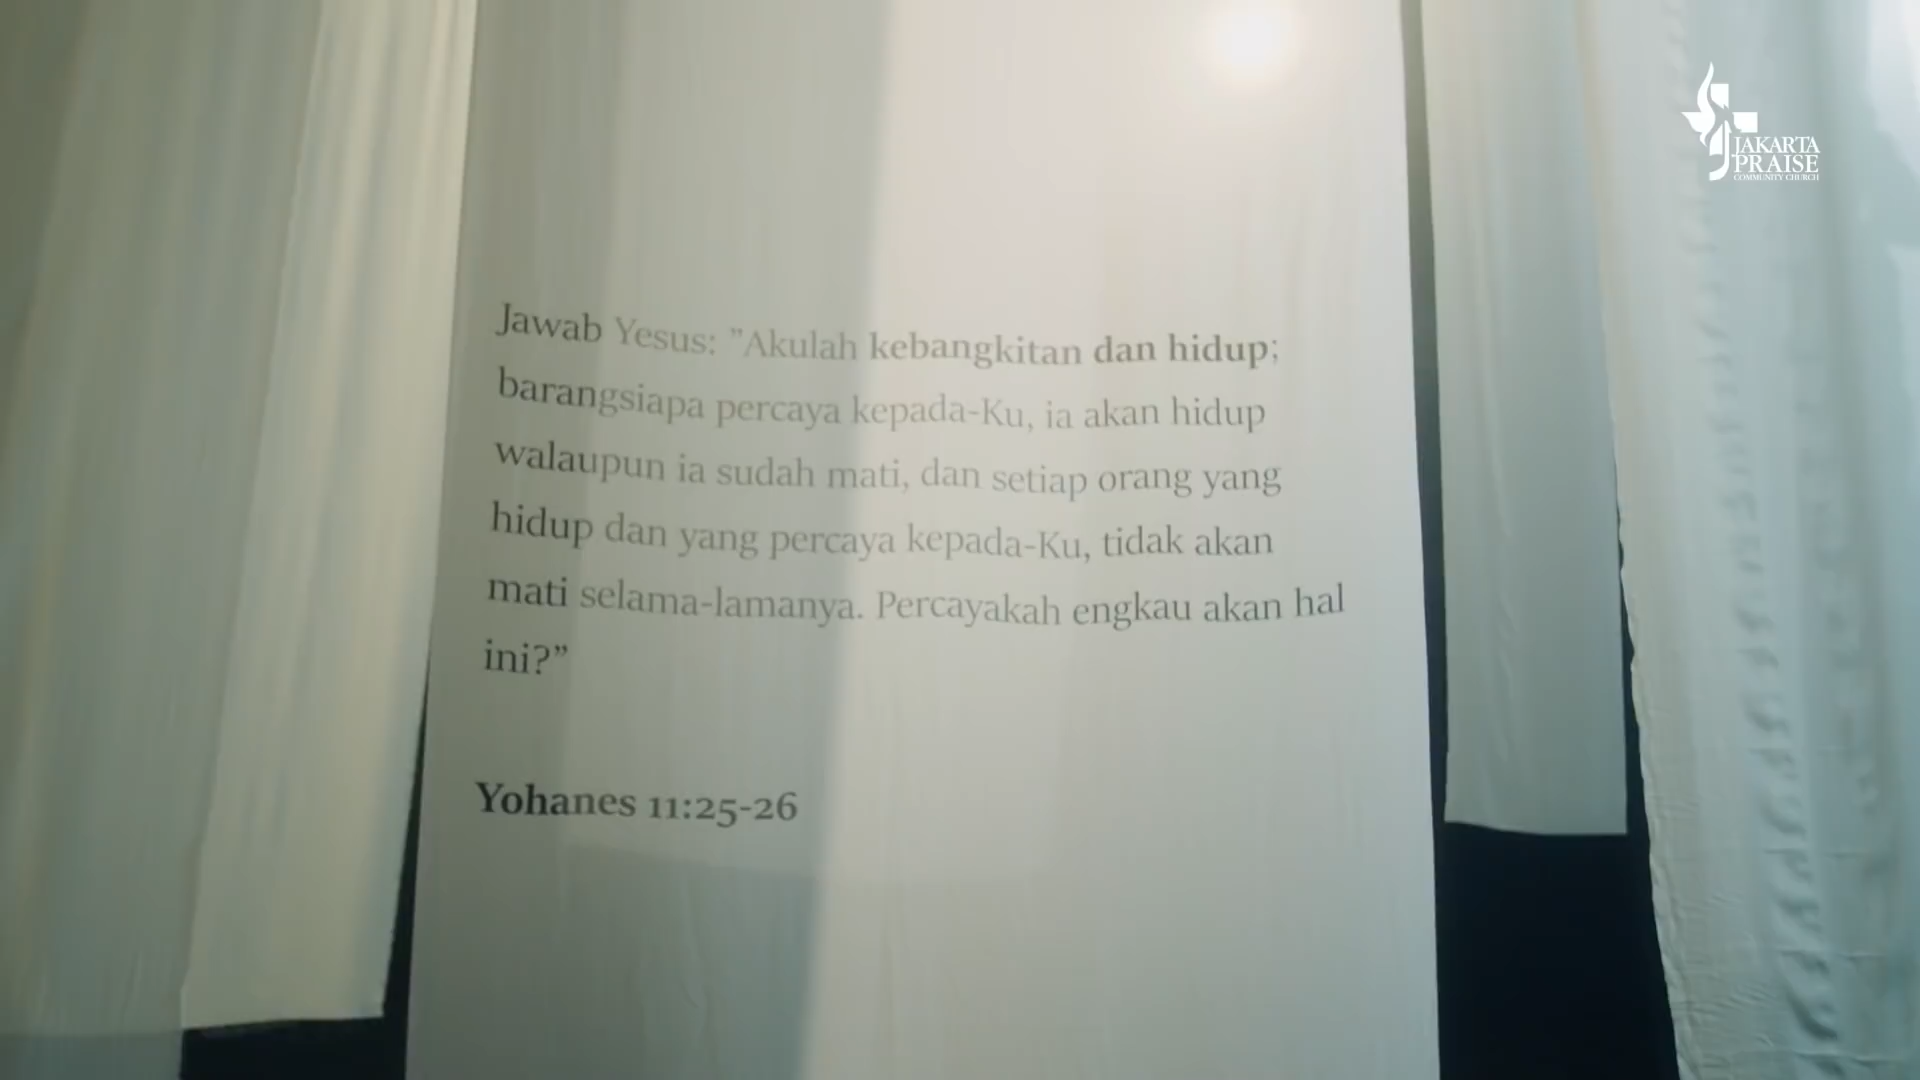 JAKARTA
PRAISE
COMMUNITY CHURCH
Jawab Yesus: ”Akulah kebangkitan dan hidup;
barangsiapa percaya kepada-Ku, ia akan hidup
walaupun ia sudah mati, dan setiap orang yang
hidup dan yang percaya kepada-Ku, tidak akan
mati selama-lamanya. Percayakah engkau akan hal
ini?”
Yohanes 11:25-26